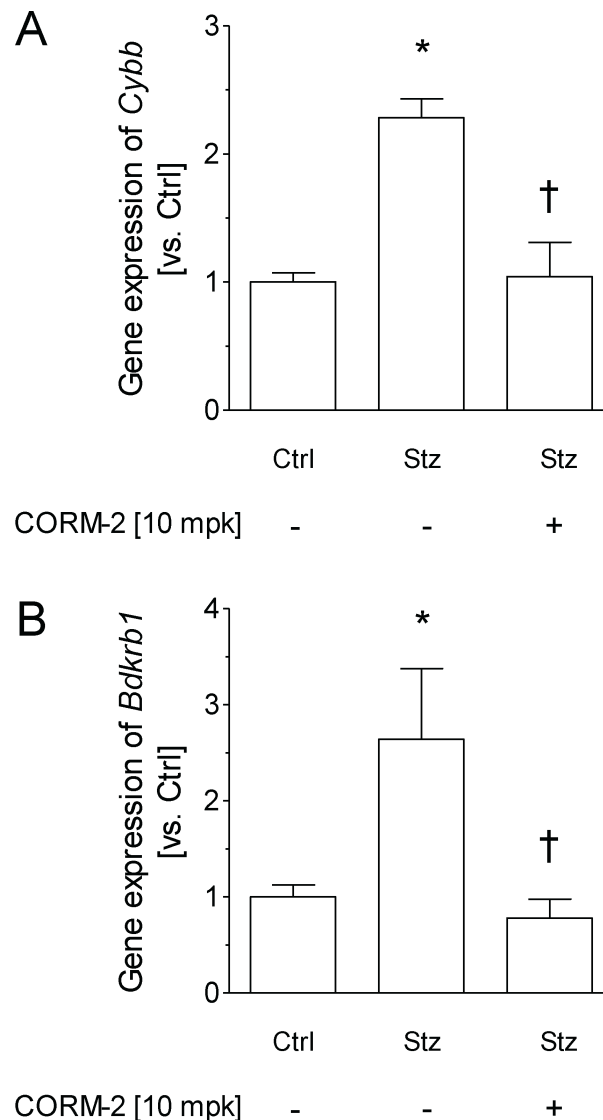 A
Gene expression of Cybb
[vs. Ctrl]
3
*
2
†
1
0
Ctrl Stz Stz
CORM-2 [10 mpk] - - +
B
Gene expression of Bdkrb1
[vs. Ctrl]
4
*
3
2
†
1
0
Ctrl Stz Stz
CORM-2 [10 mpk] - - +